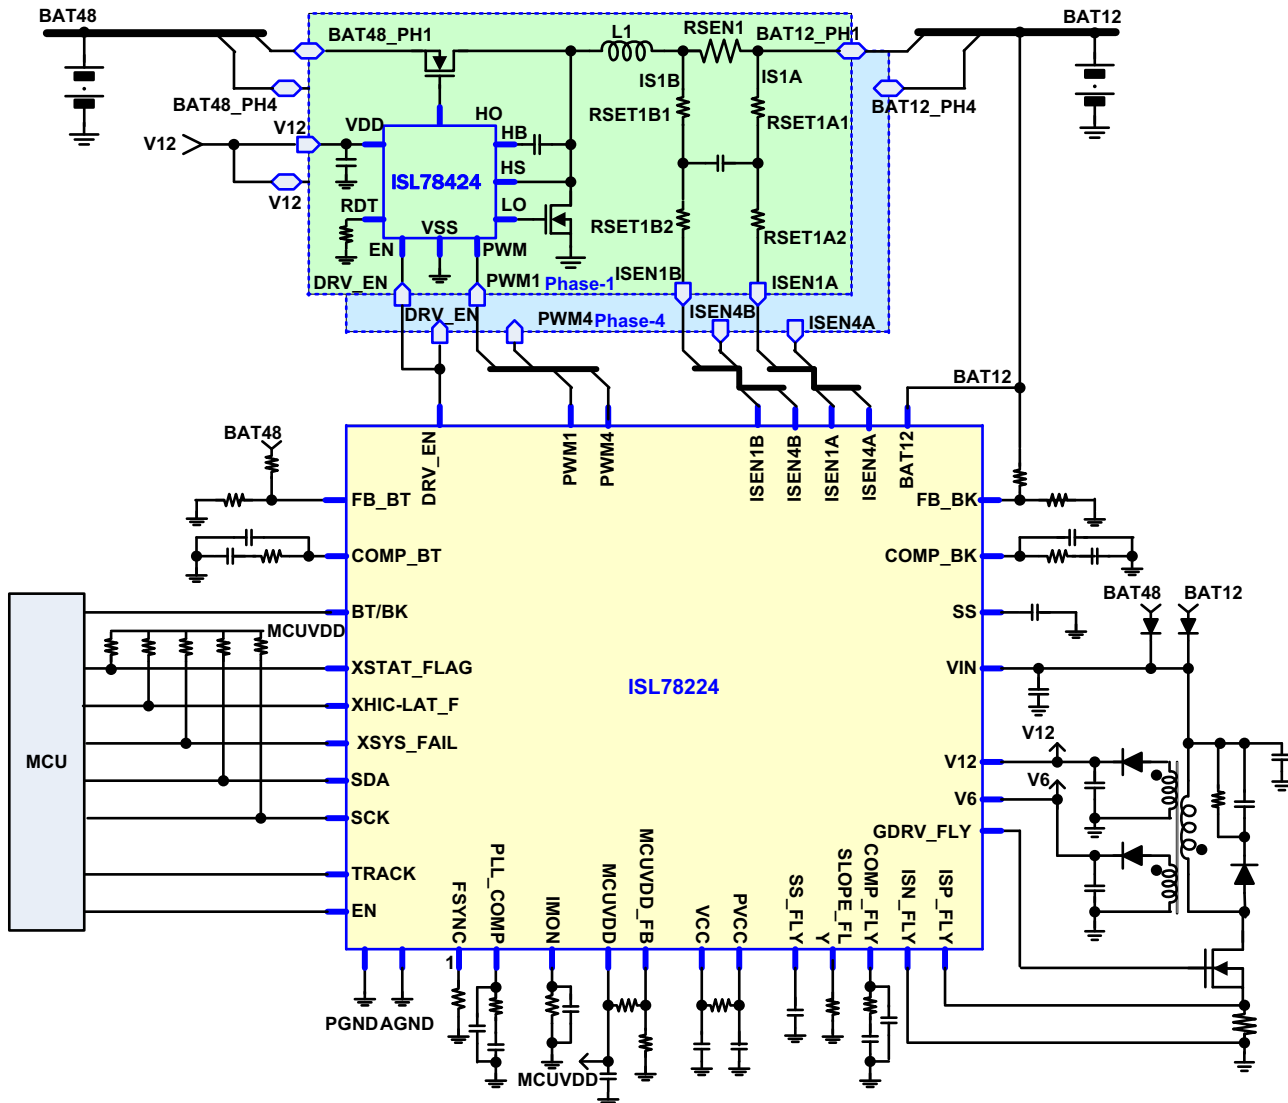 BAT48
BAT12
L1
RSEN1
BAT48_PH1
BAT12_PH1
IS1B
IS1A
BAT48_PH4
BAT12_PH4
RSET1B1
RSET1A1
V12
V12
VDD
HO
HB
HS
LO
ISL78424
V12
RDT
VSS
EN
PWM
RSET1B2
RSET1A2
DRV_EN
PWM1
Phase-1
ISEN1B
ISEN1A
DRV_EN
PWM4
Phase-4
ISEN4B
ISEN4A
BAT12
BAT48
DRV_EN
PWM1
PWM4
ISEN1B
ISEN4B
ISEN1A
ISEN4A
BAT12
FB_BT
FB_BK
COMP_BT
COMP_BK
BAT48
BAT12
BT/BK
SS
MCUVDD
XSTAT_FLAG
VIN
ISL78224
XHIC-LAT_F
XSYS_FAIL
V12
MCU
V12
SDA
V6
V6
SCK
GDRV_FLY
TRACK
EN
FSYNC
PLL_COMP
IMON
MCUVDD
MCUVDD_FB
VCC
PVCC
SS_FLY
SLOPE_FL
Y
COMP_FLY
ISN_FLY
ISP_FLY
1
PGND
AGND
MCUVDD